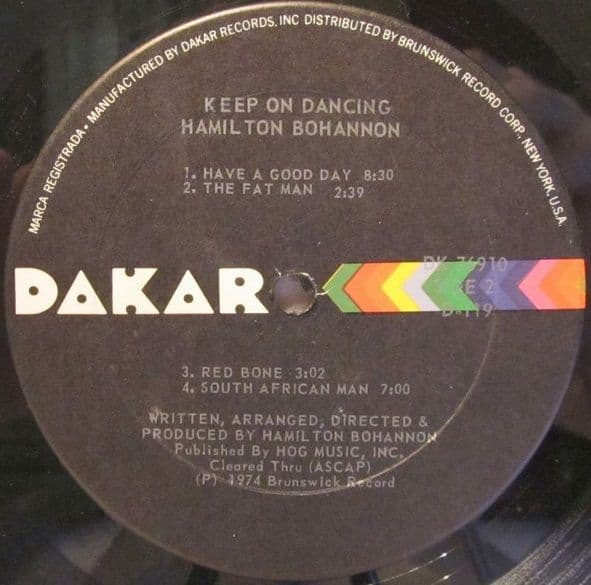 MARCA REGISTRADA • MANUFACTURED BY DAKAR RECORDS, INC DISTRIBUTED BY BRUNSWICK RECORD CORP., NEW YORK, U.S.A.
KEEP ON DANCING
HAMILTON BOHANNON
1. HAVE A GOOD DAY 8:30
2. THE FAT MAN 2:39
DAKAR
DK 76910
2
3. RED BONE 3:02
4. SOUTH AFRICAN MAN 7:00
WRITTEN, ARRANGED, DIRECTED &
PRODUCED BY HAMILTON BOHANNON
Published By HOG MUSIC, INC.
Cleared Thru (ASCAP)
(P) 1974 Brunswick Record